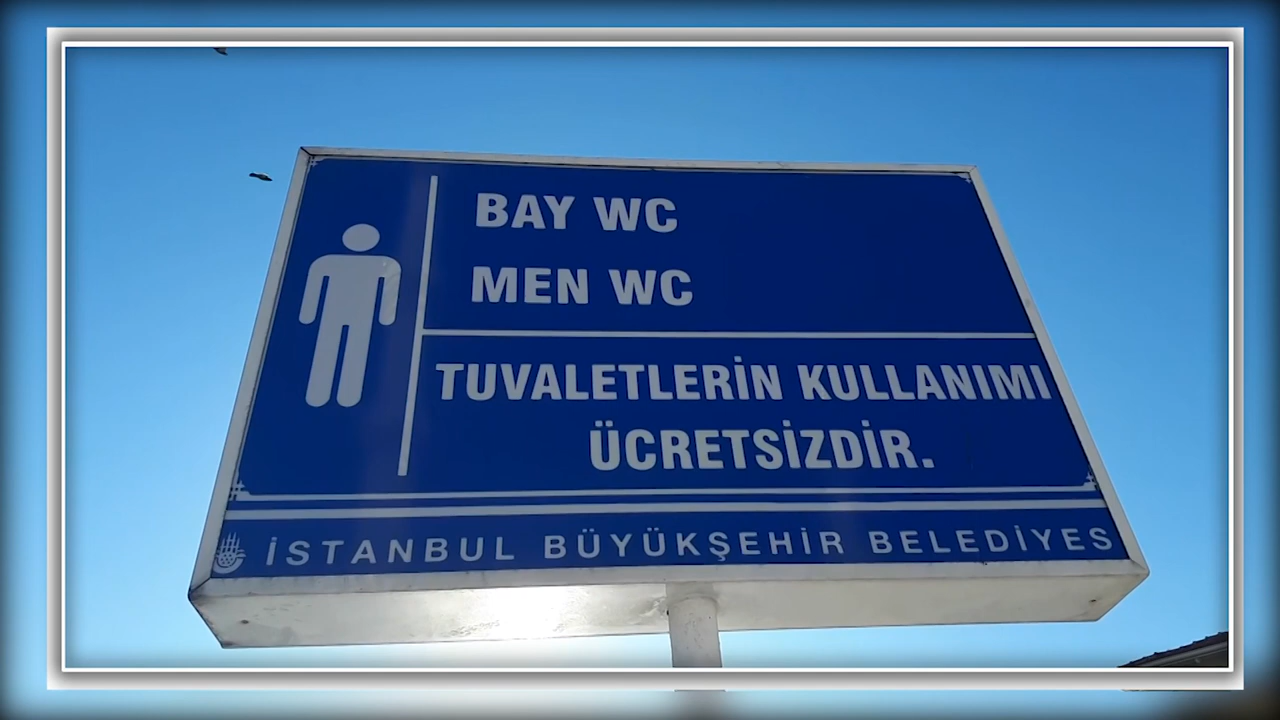 BAY WC
MEN WC
TUVALETLERİN KULLANIMI
ÜCRETSİZDİR.
İSTANBUL BÜYÜKŞEHİR BELEDİYES